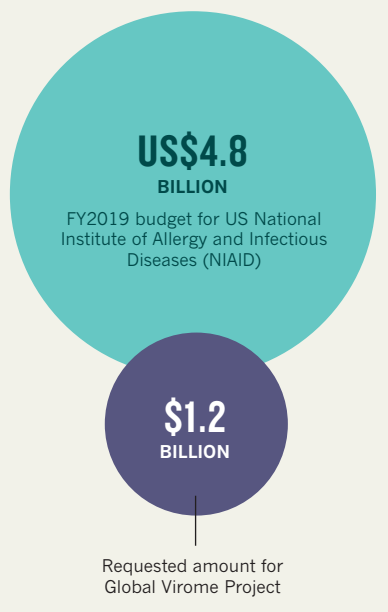 US$4.8
BILLION
FY2019 budget for US National
Institute of Allergy and Infectious
Diseases (NIAID)
$1.2
BILLION
Requested amount for
Global Virome Project